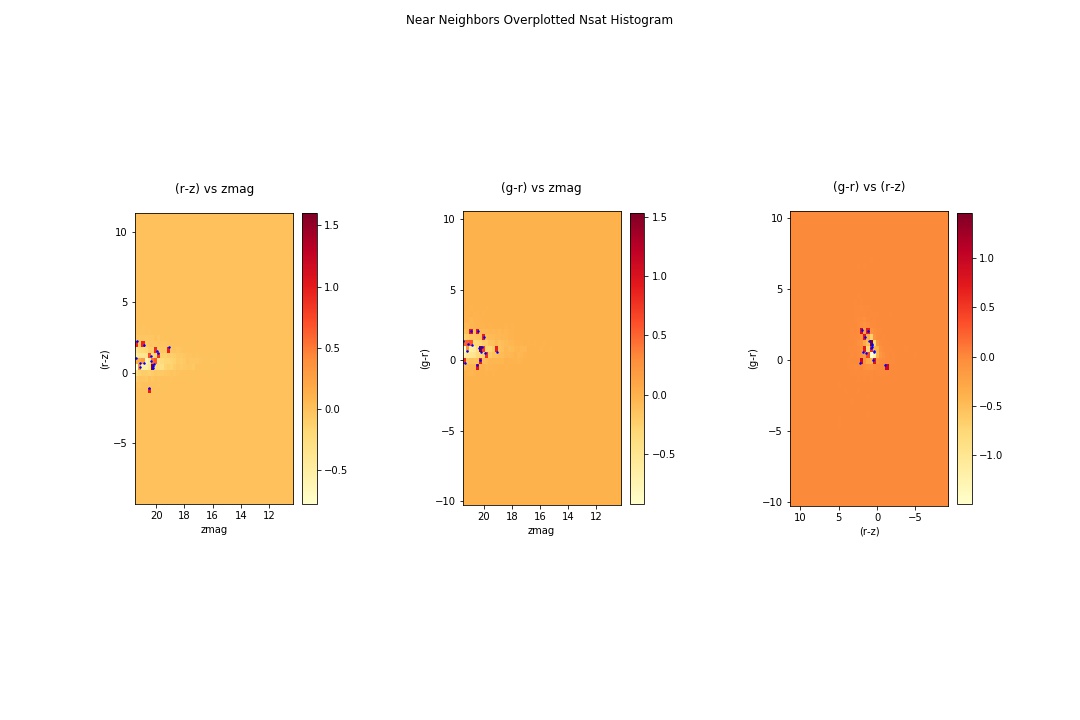 Near Neighbors Overplotted Nsat Histogram
(r-z) vs zmag
10
5
0
−5
(r-z)
20 18 16 14 12
zmag
1.5
1.0
0.5
0.0
−0.5
(g-r) vs zmag
10
5
0
−5
−10
(g-r)
20 18 16 14 12
zmag
1.5
1.0
0.5
0.0
−0.5
(g-r) vs (r-z)
10
5
0
−5
−10
(g-r)
10 5 0 −5
(r-z)
1.0
0.5
0.0
−0.5
−1.0